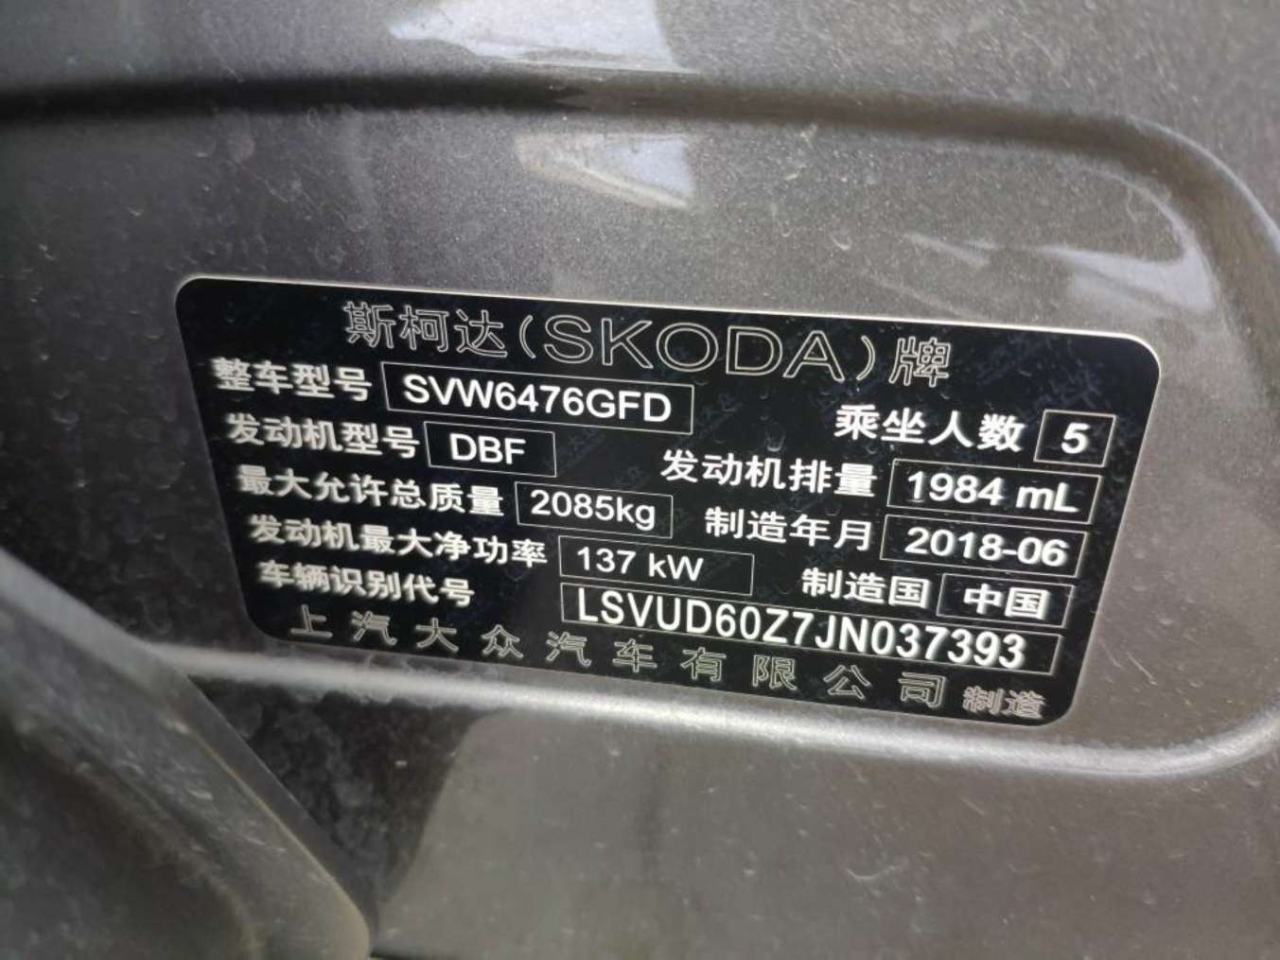 斯柯达(SKODA)牌
整车型号 SVW6476GFD 乘坐人数 5
发动机型号 DBF 发动机排量 1984 mL
最大允许总质量 2085kg 制造年月 2018-06
发动机最大净功率 137 kW 制造国 中国
车辆识别代号 LSVUD60Z7JN037393
上汽大众汽车有限公司 制造